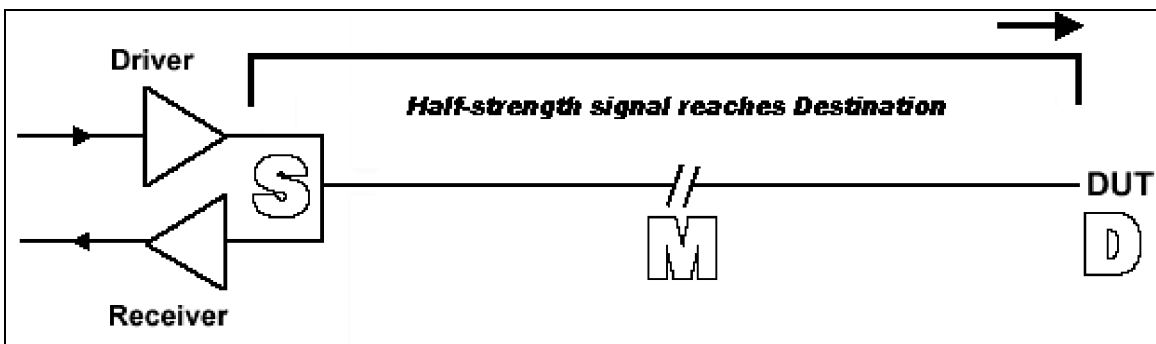 Driver
Half-strength signal reaches Destination
S
DUT
M
D
Receiver